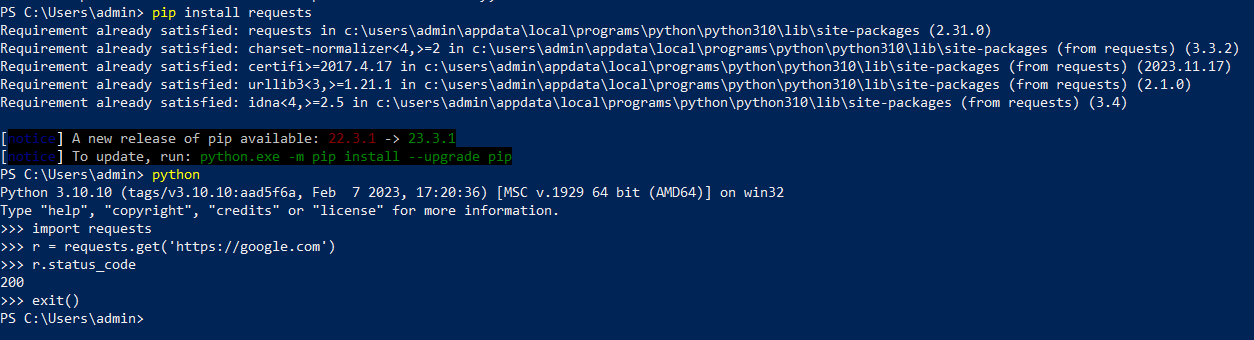 PS C:\Users\admin> pip install requests
Requirement already satisfied: requests in c:\users\admin\appdata\local\programs\python\python310\lib\site-packages (2.31.0)
Requirement already satisfied: charset-normalizer<4,>=2 in c:\users\admin\appdata\local\programs\python\python310\lib\site-packages (from requests) (3.3.2)
Requirement already satisfied: certifi>=2017.4.17 in c:\users\admin\appdata\local\programs\python\python310\lib\site-packages (from requests) (2023.11.17)
Requirement already satisfied: urllib3<3,>=1.21.1 in c:\users\admin\appdata\local\programs\python\python310\lib\site-packages (from requests) (2.1.0)
Requirement already satisfied: idna<4,>=2.5 in c:\users\admin\appdata\local\programs\python\python310\lib\site-packages (from requests) (3.4)
[notice] A new release of pip available: 22.3.1 -> 23.3.1
[notice] To update, run: python.exe -m pip install --upgrade pip
PS C:\Users\admin> python
Python 3.10.10 (tags/v3.10.10:aad5f6a, Feb  7 2023, 17:20:36) [MSC v.1929 64 bit (AMD64)] on win32
Type "help", "copyright", "credits" or "license" for more information.
>>> import requests
>>> r = requests.get('https://google.com')
>>> r.status_code
200
>>> exit()
PS C:\Users\admin>